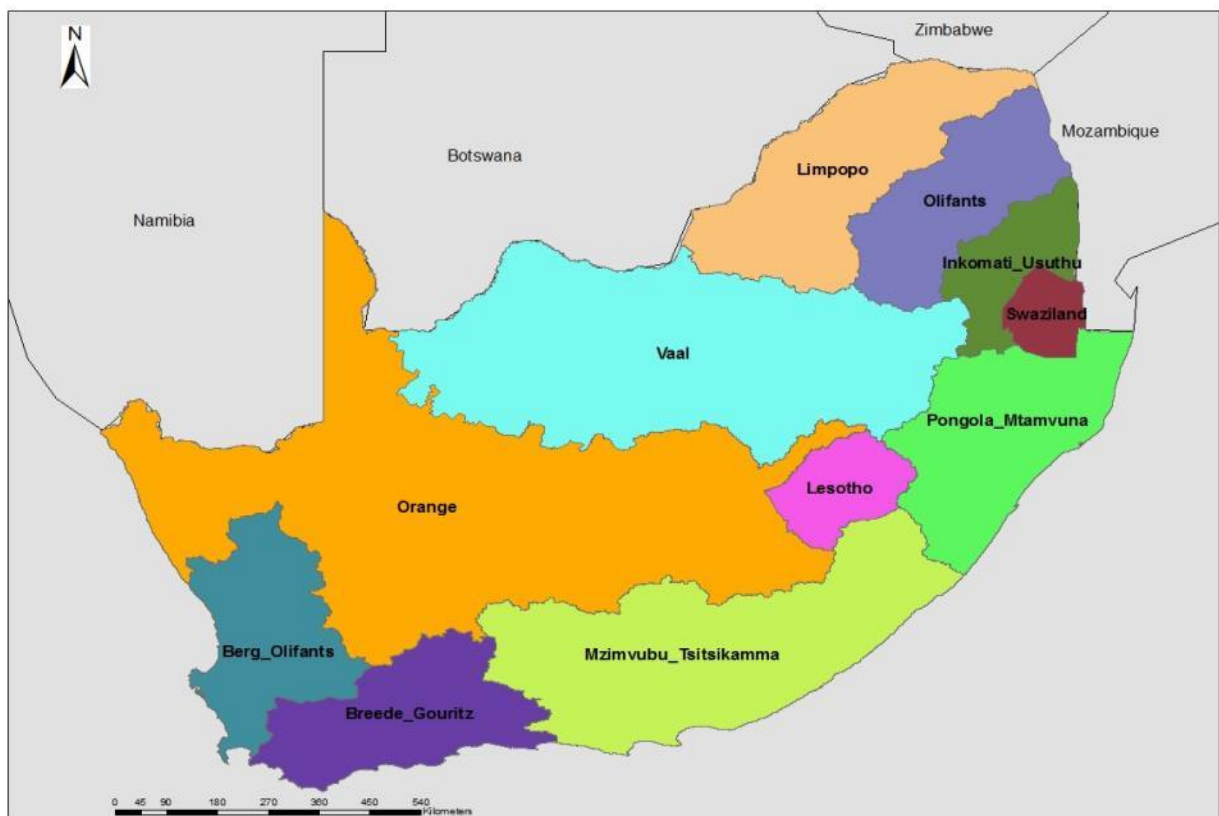 N
Zimbabwe
Mozambique
Botswana
Limpopo
Namibia
Olifants
Inkomati_Usuthu
Swaziland
Vaal
Pongola_Mtamvuna
Lesotho
Orange
Berg_Olifants
Mzimvubu_Tsitsikamma
Breede_Gouritz
0 45 90 180 270 360 450 540
Kilometers